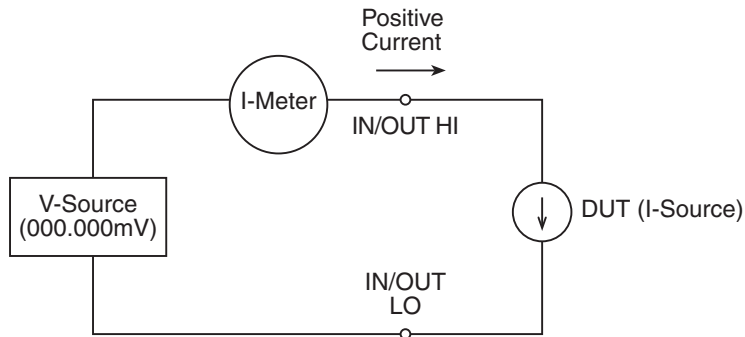 Positive
Current
I-Meter
IN/OUT HI
V-Source
(000.000mV)
DUT (I-Source)
IN/OUT
LO